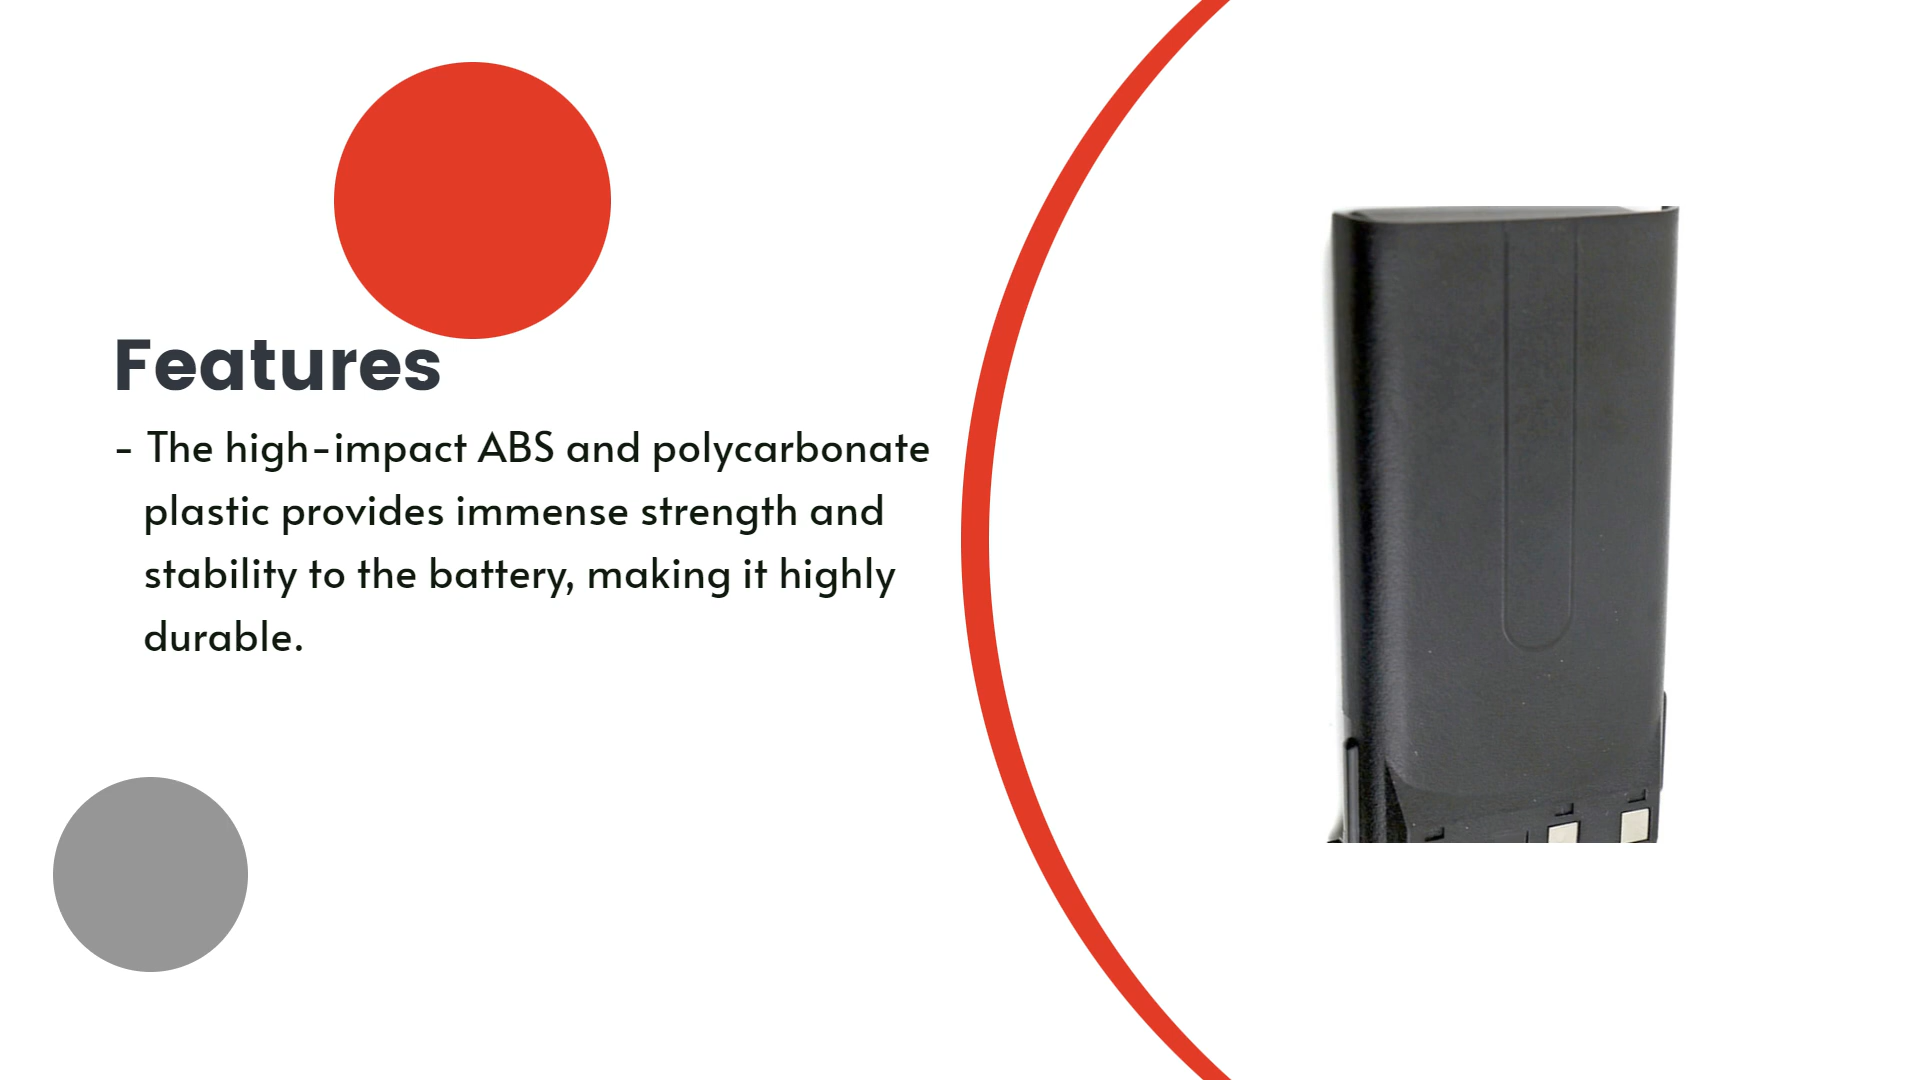 Features
- The high-impact ABS and polycarbonate
plastic provides immense strength and
stability to the battery, making it highly
durable.